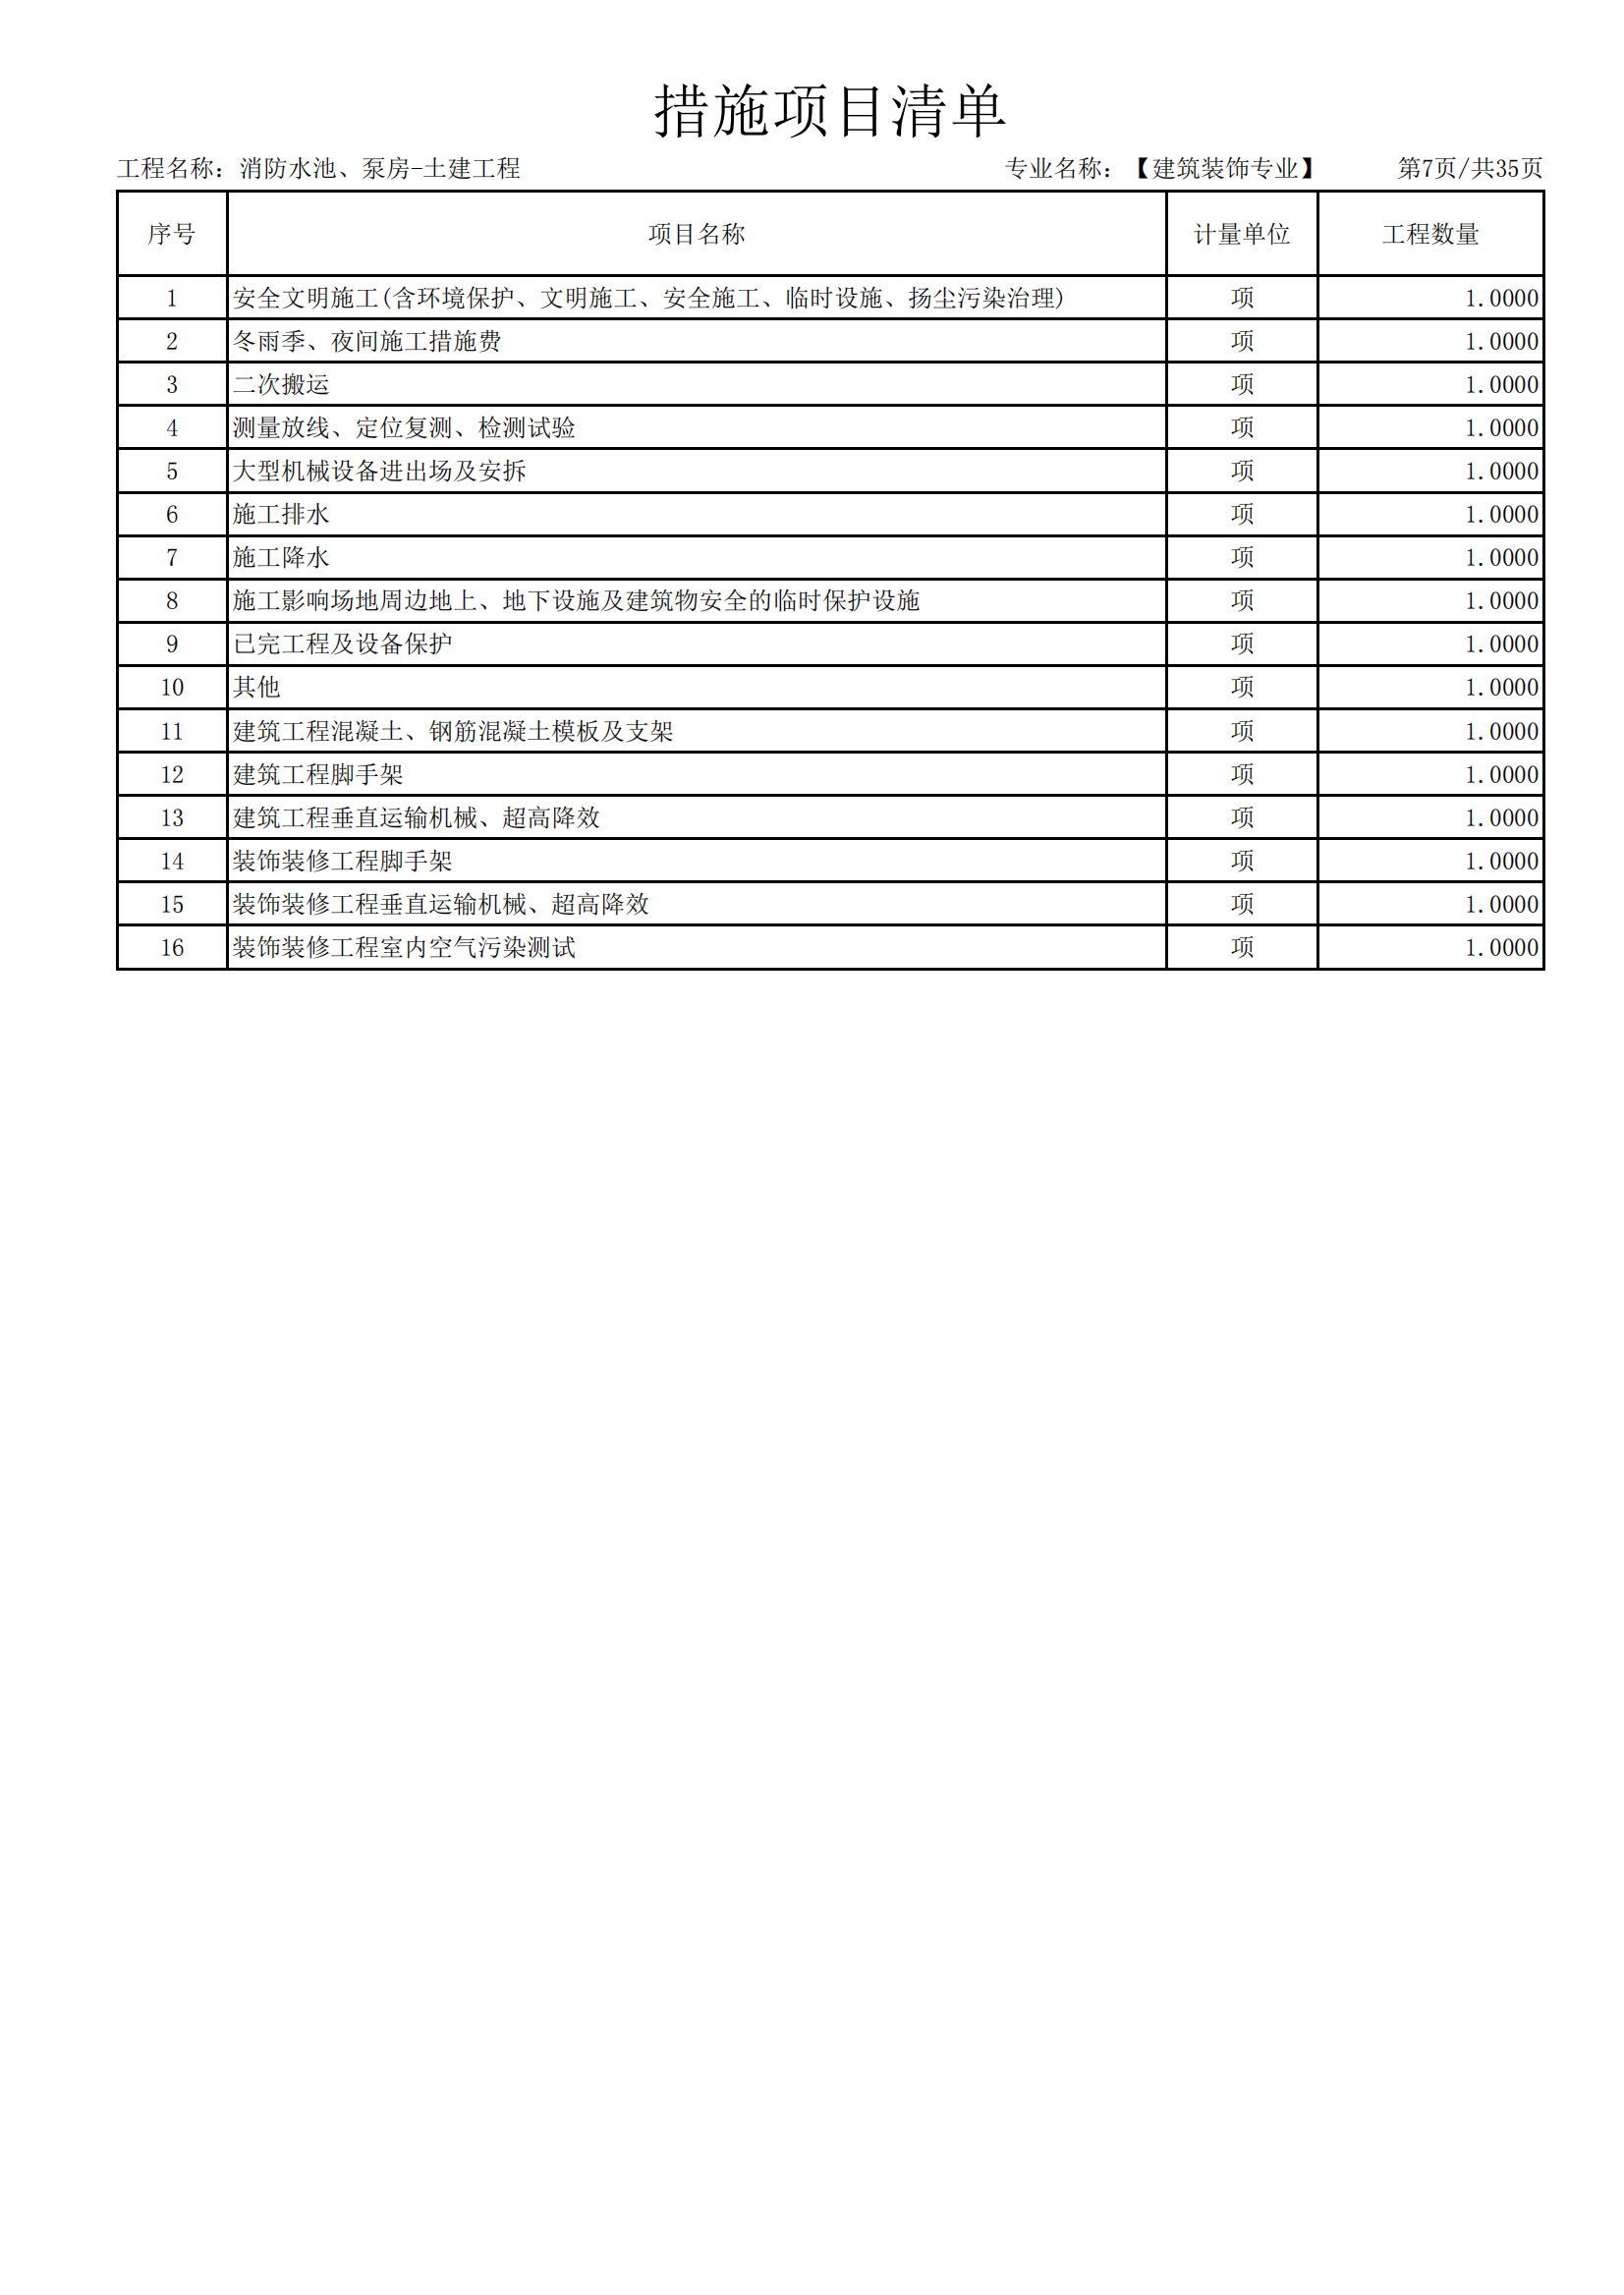 措施项目清单
工程名称：消防水池、泵房-土建工程 专业名称：【建筑装饰专业】 第7页/共35页
序号 项目名称 计量单位 工程数量
1 安全文明施工(含环境保护、文明施工、安全施工、临时设施、扬尘污染治理) 项 1.0000
2 冬雨季、夜间施工措施费 项 1.0000
3 二次搬运 项 1.0000
4 测量放线、定位复测、检测试验 项 1.0000
5 大型机械设备进出场及安拆 项 1.0000
6 施工排水 项 1.0000
7 施工降水 项 1.0000
8 施工影响场地周边地上、地下设施及建筑物安全的临时保护设施 项 1.0000
9 已完工程及设备保护 项 1.0000
10 其他 项 1.0000
11 建筑工程混凝土、钢筋混凝土模板及支架 项 1.0000
12 建筑工程脚手架 项 1.0000
13 建筑工程垂直运输机械、超高降效 项 1.0000
14 装饰装修工程脚手架 项 1.0000
15 装饰装修工程垂直运输机械、超高降效 项 1.0000
16 装饰装修工程室内空气污染测试 项 1.0000